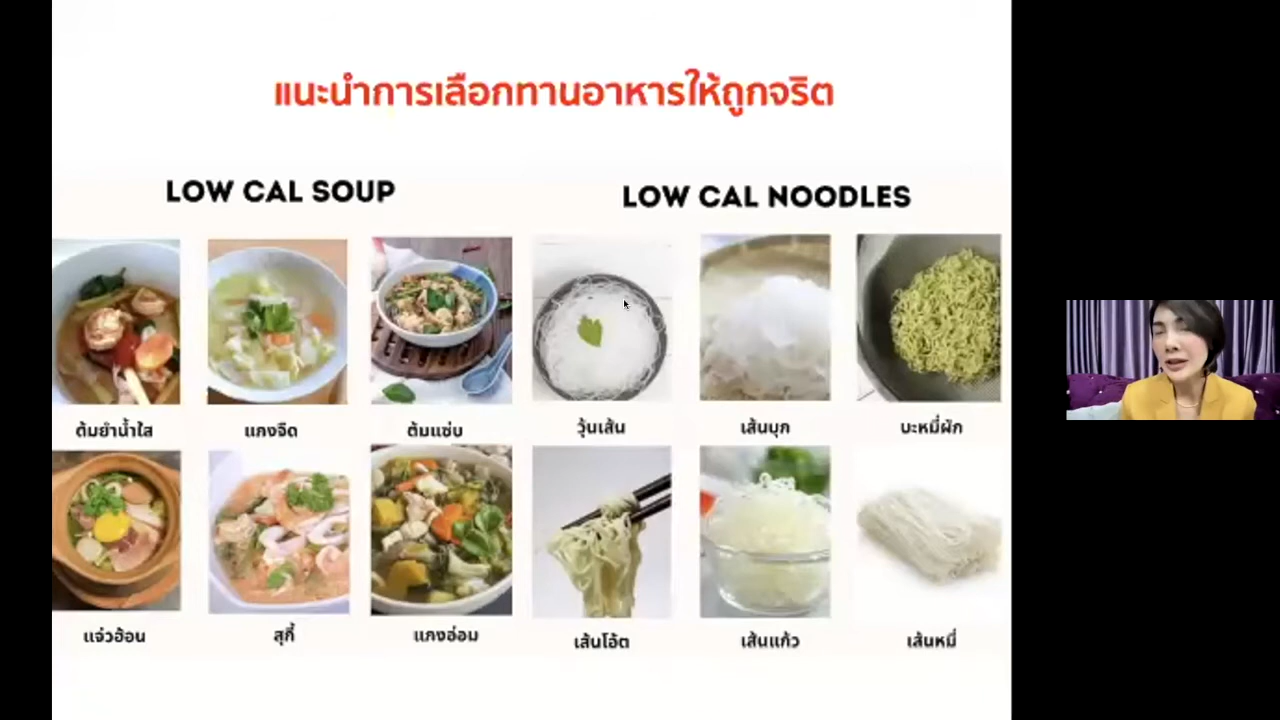 แนะนำการเลือกทานอาหารให้ถูกจริต
LOW CAL SOUP
LOW CAL NOODLES
ต้มยำน้ำใส
แกงจืด
ต้มแซ่บ
วุ้นเส้น
เส้นบุก
บะหมี่ผัก
แจ่วฮ้อน
สุกี้
แกงอ่อม
เส้นโอ้ต
เส้นแก้ว
เส้นหมี่